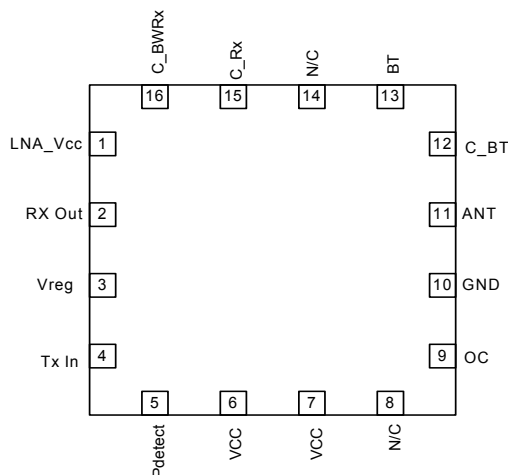 C_BWRx
C_Rx
N/C
BT
16
15
14
13
LNA_Vcc
1
12
C_BT
RX Out
2
11
ANT
Vreg
3
10
GND
Tx In
4
9
OC
5
6
7
8
Pdetect
VCC
VCC
N/C